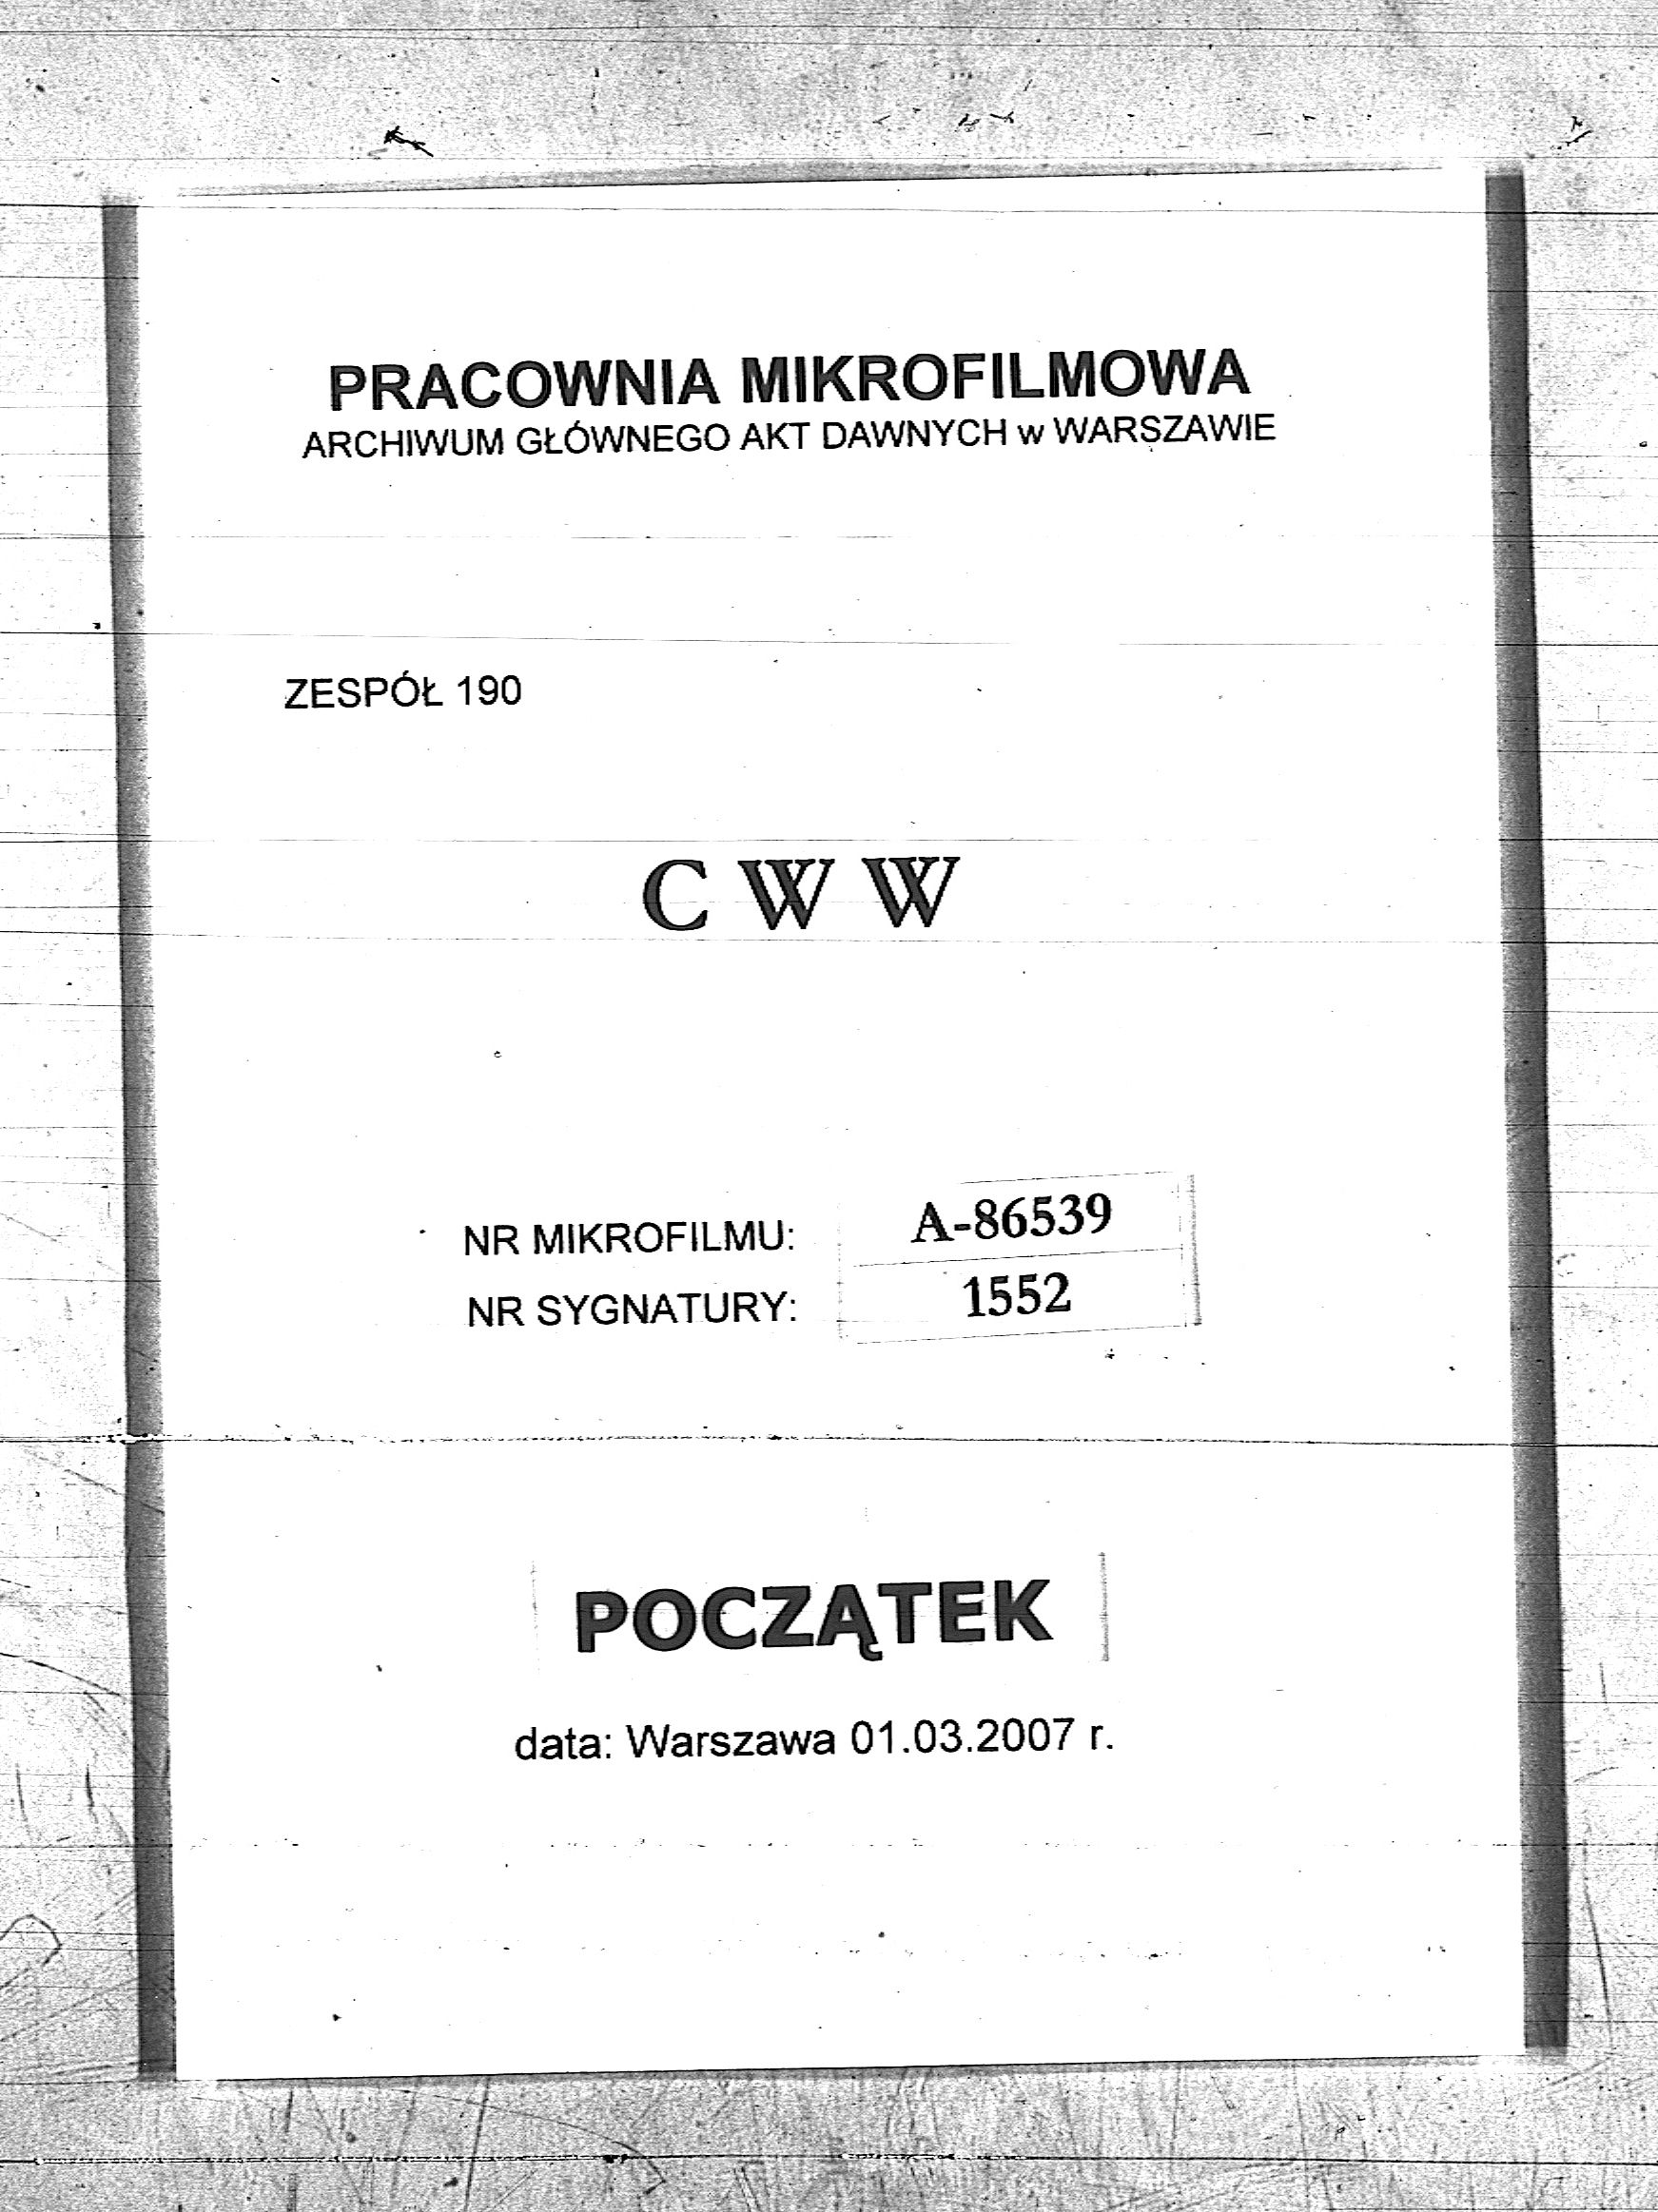 PRACOWNIA MIKROFILMOWA
ARCHIWUM GŁÓWNEGO AKT DAWNYCH w WARSZAWIE
ZESPÓŁ 190
C W W
NR MIKROFILMU: A-86539
NR SYGNATURY: 1552
POCZĄTEK
data: Warszawa 01.03.2007 r.